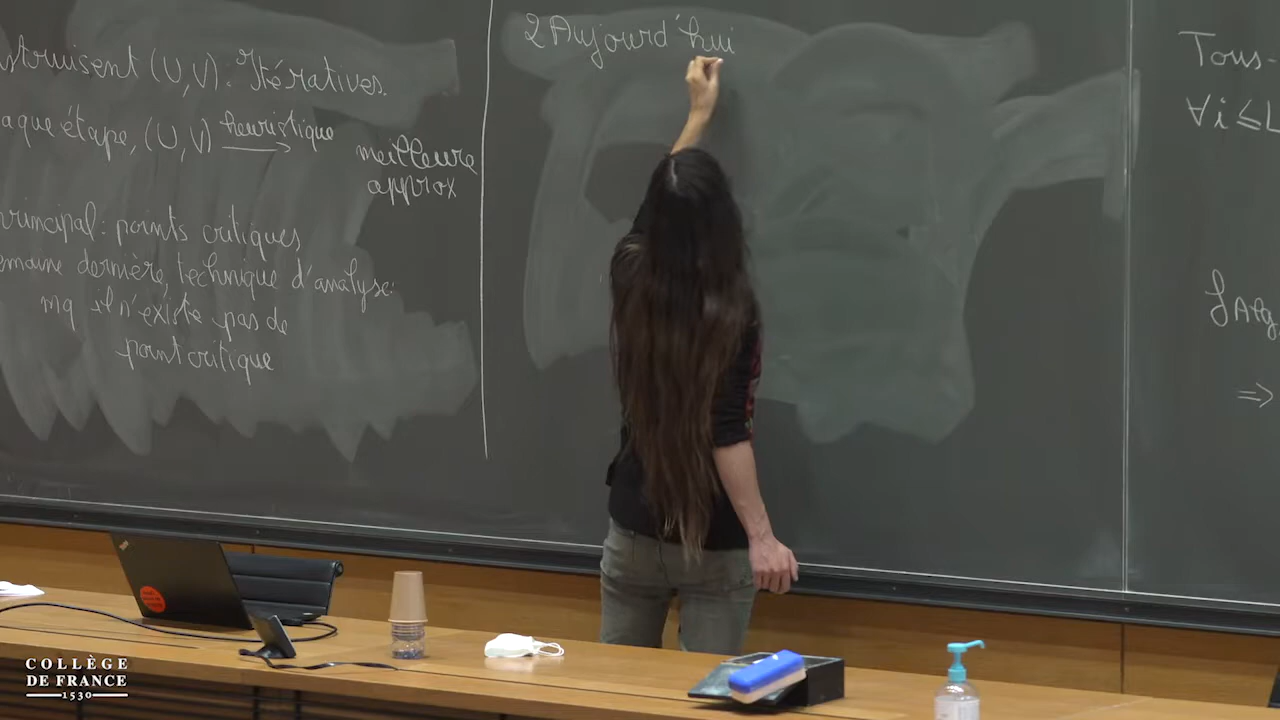 struisent (U,V). Itératives.
aque étape, (U,V) heuristique →
meilleure
approx
rincipal : points critiques
emaine dernière, technique d'analyse:
mq il n'existe pas de
point critique
2 Aujourd'hui
Tous-
∀i ≤ L
Alg
⇒
COLLÈGE
DE FRANCE
1530